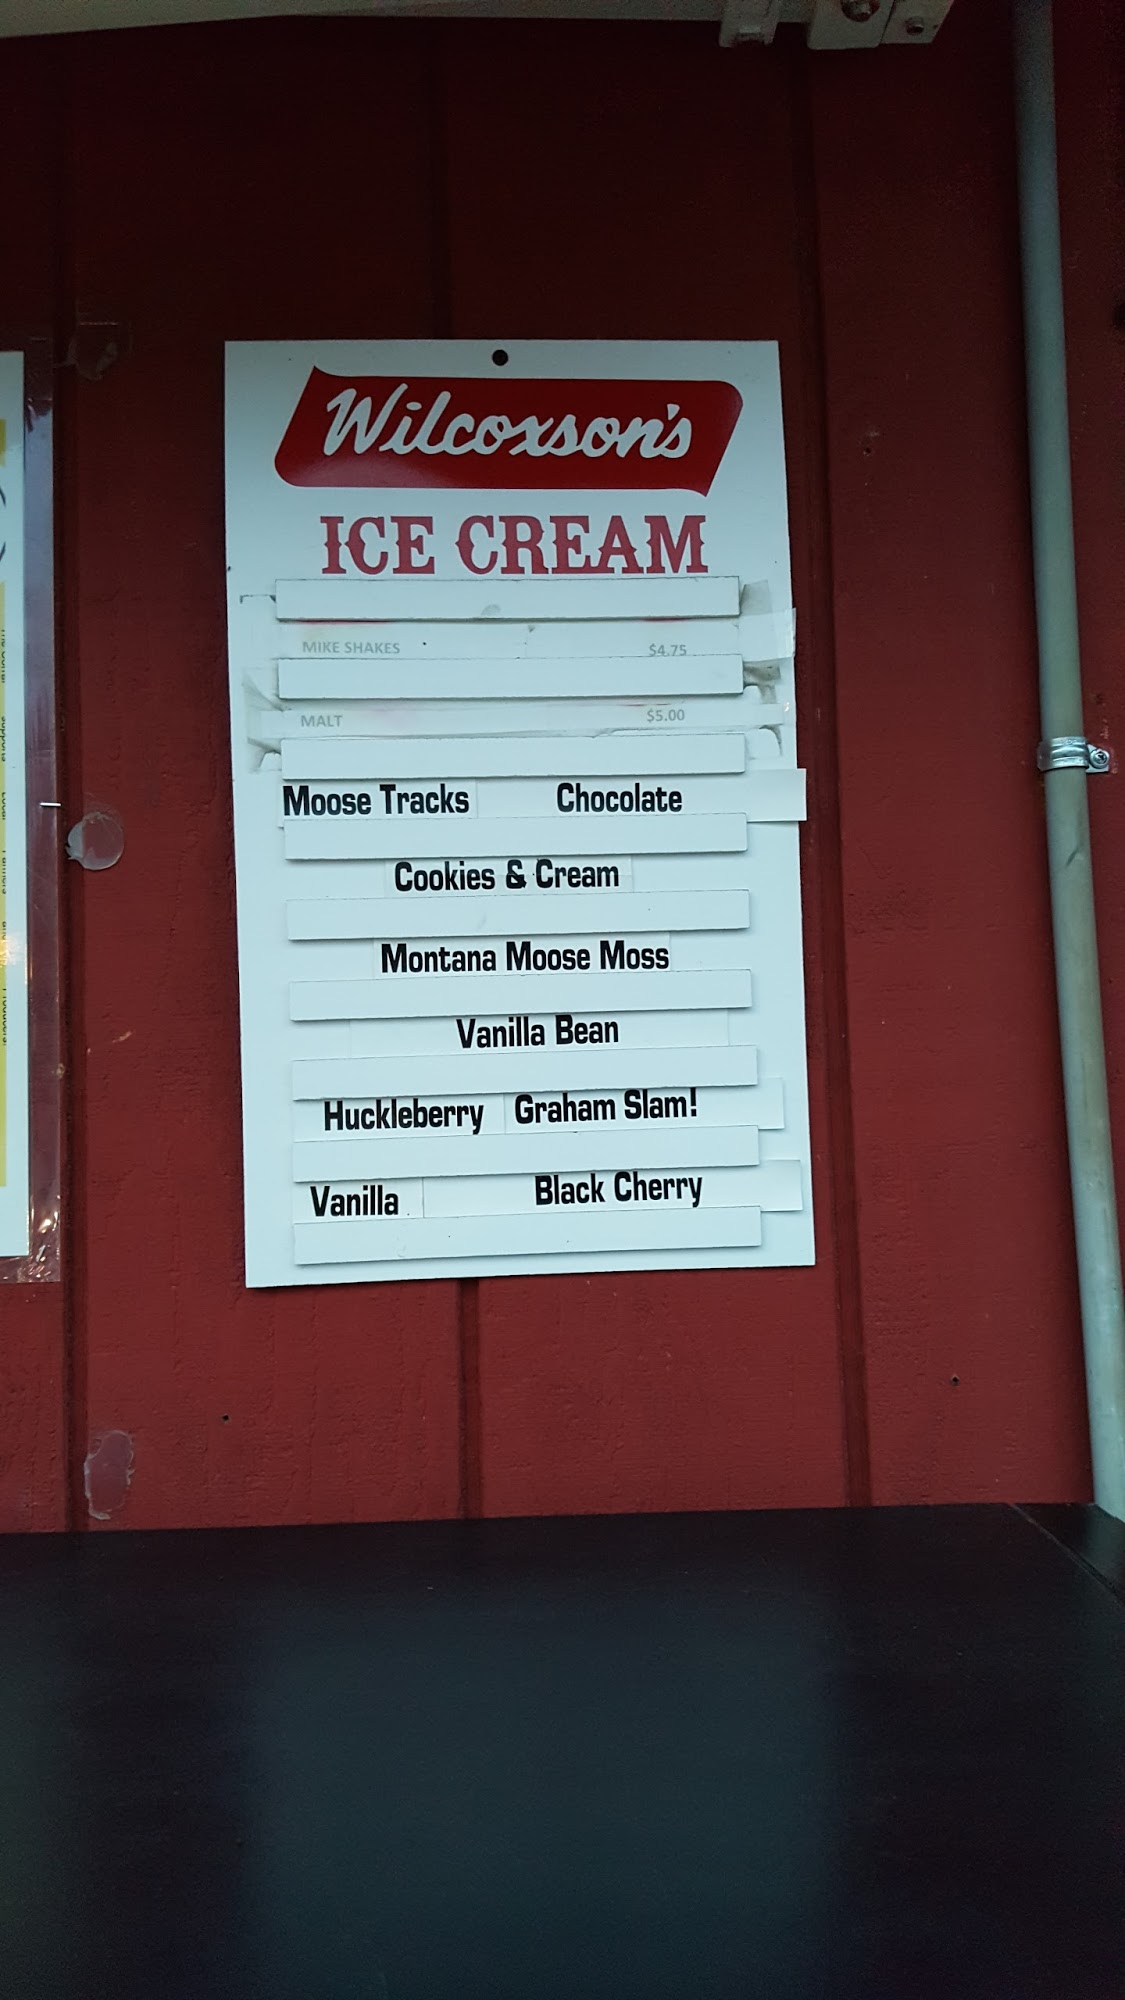 Wilcoxson's
ICE CREAM
MIKE SHAKES $4.75
MALT $5.00
Moose Tracks Chocolate
Cookies & Cream
Montana Moose Moss
Vanilla Bean
Huckleberry Graham Slam!
Vanilla Black Cherry